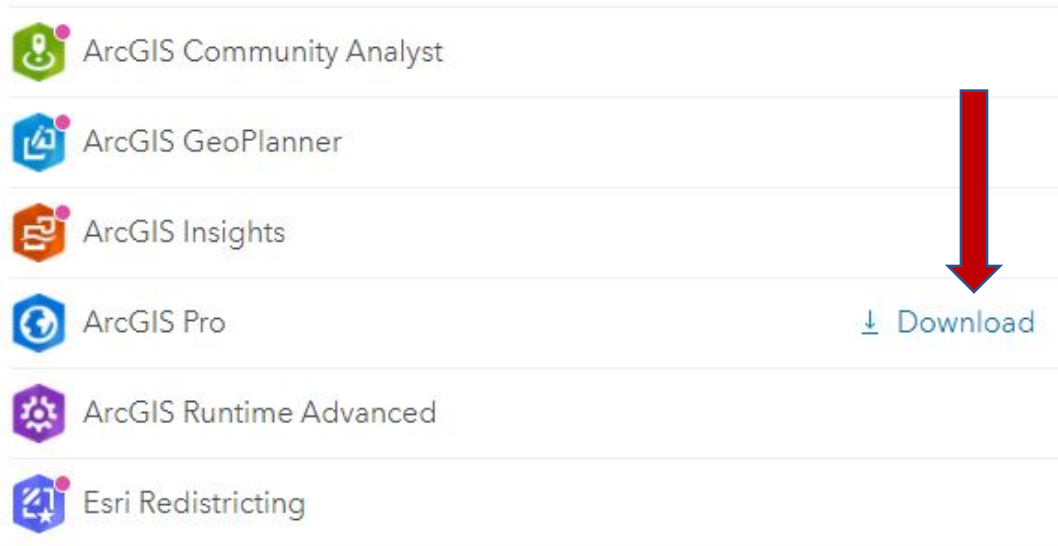 ArcGIS Community Analyst
ArcGIS GeoPlanner
ArcGIS Insights
ArcGIS Pro Download
ArcGIS Runtime Advanced
Esri Redistricting